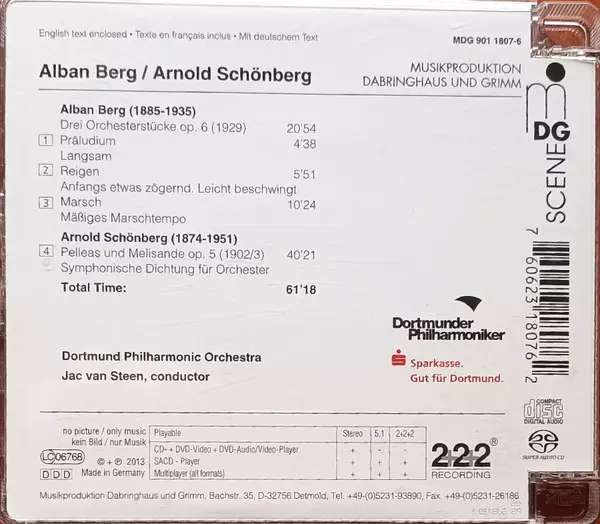 English text enclosed • Texte en français inclus • Mit deutschem Text
MDG 901 1807-6
Alban Berg / Arnold Schönberg
MUSIKPRODUKTION
DABRINGHAUS UND GRIMM
Alban Berg (1885-1935)
Drei Orchesterstücke op. 6 (1929) 20'54
1 Präludium 4'38
Langsam
2 Reigen 5'51
Anfangs etwas zögernd. Leicht beschwingt
3 Marsch 10'24
Mäßiges Marschtempo
Arnold Schönberg (1874-1951)
4 Pelleas und Melisande op. 5 (1902/3) 40'21
Symphonische Dichtung für Orchester
Total Time: 61'18
DG
SCENE
7 60623 18076 2
Dortmunder
Philharmoniker
Sparkasse.
Gut für Dortmund.
Dortmund Philharmonic Orchestra
Jac van Steen, conductor
no picture / only music
kein Bild / nur Musik
LC 06768
© + ℗ 2013
DDD Made in Germany
Playable Stereo 5.1 2+2+2
CD- + DVD-Video + DVD-Audio/Video-Player + - -
SACD - Player + + +
Multiplayer (all formats) + + +
2+2+2®
RECORDING
COMPACT
disc
DIGITAL AUDIO
SUPER AUDIO CD
Musikproduktion Dabringhaus und Grimm, Bachstr. 35, D-32756 Detmold, Tel. +49-(0)5231-93890, Fax +49-(0)5231-26186